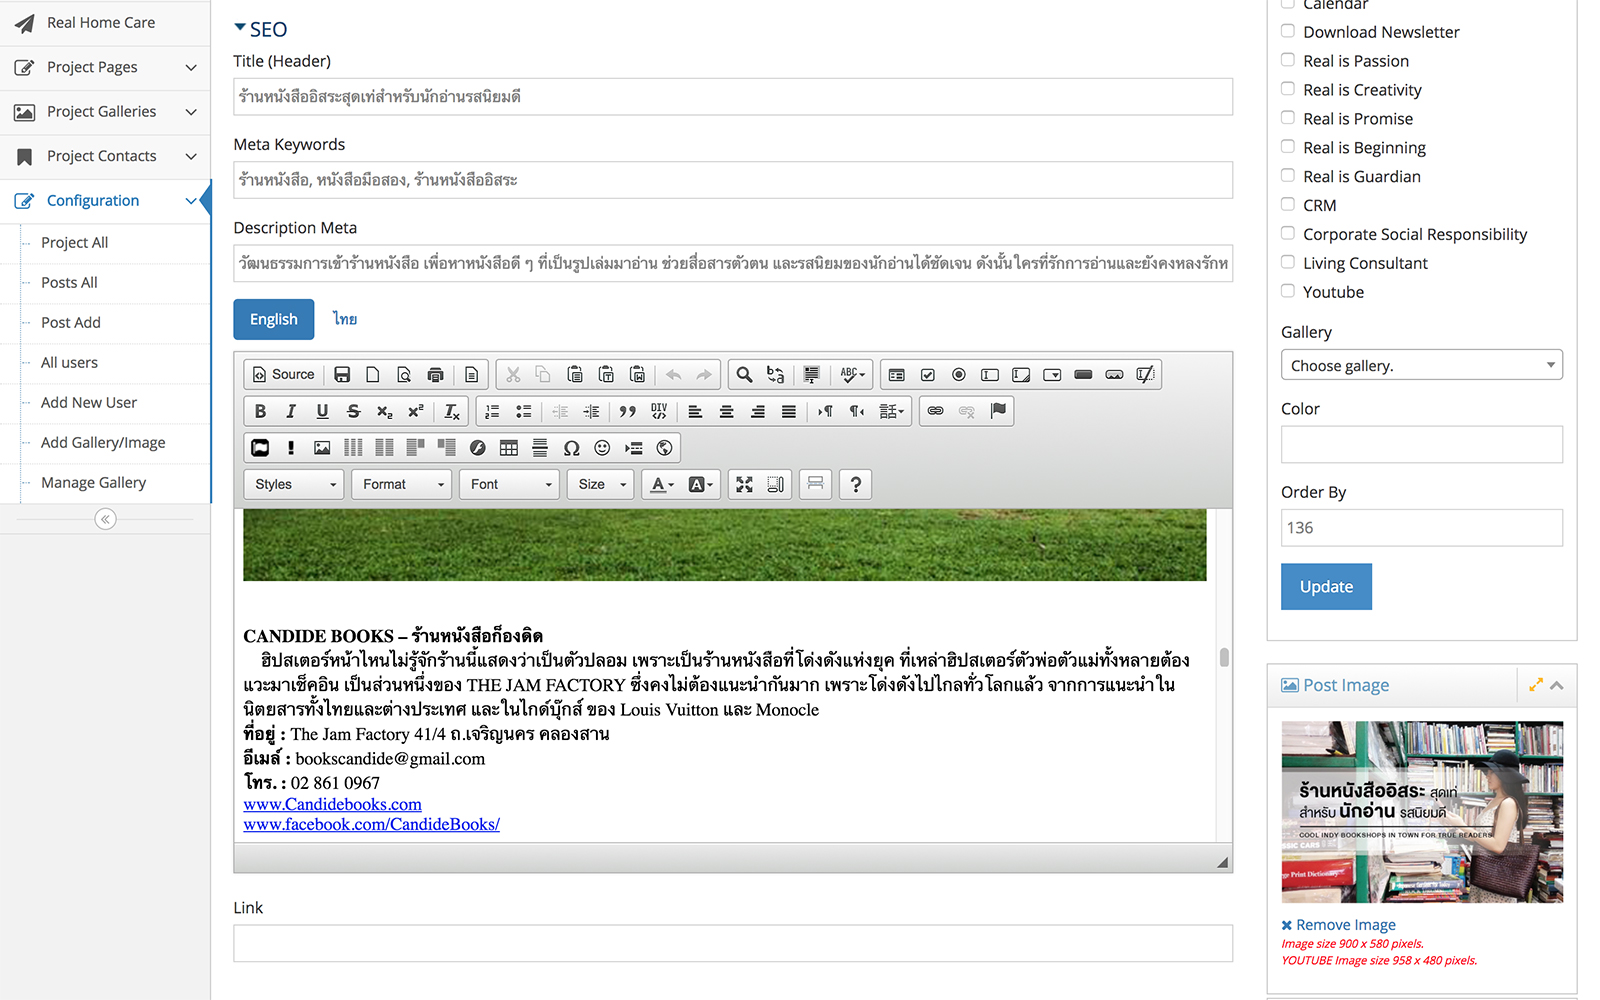 Real Home Care
Project Pages
Project Galleries
Project Contacts
Configuration
Project All
Posts All
Post Add
All users
Add New User
Add Gallery/Image
Manage Gallery
SEO
Title (Header)
ร้านหนังสืออิสระสุดเท่สำหรับนักอ่านรสนิยมดี
Meta Keywords
ร้านหนังสือ, หนังสือมือสอง, ร้านหนังสืออิสระ
Description Meta
วัฒนธรรมการเข้าร้านหนังสือ เพื่อหาหนังสือดี ๆ ที่เป็นรูปเล่มมาอ่าน ช่วยสื่อสารตัวตน และรสนิยมของนักอ่านได้ชัดเจน ดังนั้นใครที่รักการอ่านและยังคงหลงรักห
English ไทย
Source
Styles Format Font Size
CANDIDE BOOKS – ร้านหนังสือก็องดิด
ฮิปสเตอร์หน้าไหนไม่รู้จักร้านนี้แสดงว่าเป็นตัวปลอม เพราะเป็นร้านหนังสือที่โด่งดังแห่งยุค ที่เหล่าฮิปสเตอร์ตัวพ่อตัวแม่ทั้งหลายต้อง
แวะมาเช็คอิน เป็นส่วนหนึ่งของ THE JAM FACTORY ซึ่งคงไม่ต้องแนะนำกันมาก เพราะโด่งดังไปไกลทั่วโลกแล้ว จากการแนะนำใน
นิตยสารทั้งไทยและต่างประเทศ และในไกด์บุ๊กส์ ของ Louis Vuitton และ Monocle
ที่อยู่ : The Jam Factory 41/4 ถ.เจริญนคร คลองสาน
อีเมล์ : bookscandide@gmail.com
โทร. : 02 861 0967
www.Candidebooks.com
www.facebook.com/CandideBooks/
Link
Calendar
Download Newsletter
Real is Passion
Real is Creativity
Real is Promise
Real is Beginning
Real is Guardian
CRM
Corporate Social Responsibility
Living Consultant
Youtube
Gallery
Choose gallery.
Color
Order By
136
Update
Post Image
ร้านหนังสืออิสระ สุดเท่
สำหรับ นักอ่าน รสนิยมดี
COOL INDY BOOKSHOPS IN TOWN FOR TRUE READERS
Print Dictionary
Remove Image
Image size 900 x 580 pixels.
YOUTUBE Image size 958 x 480 pixels.